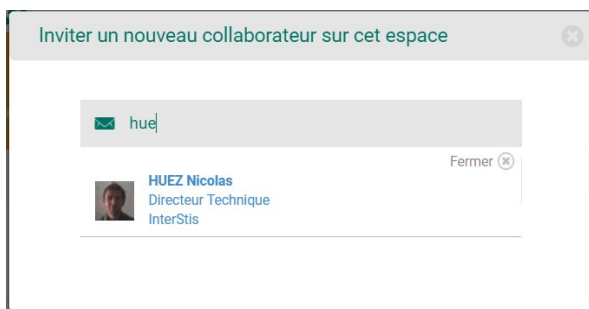 Inviter un nouveau collaborateur sur cet espace
hue
Fermer
HUEZ Nicolas
Directeur Technique
InterStis